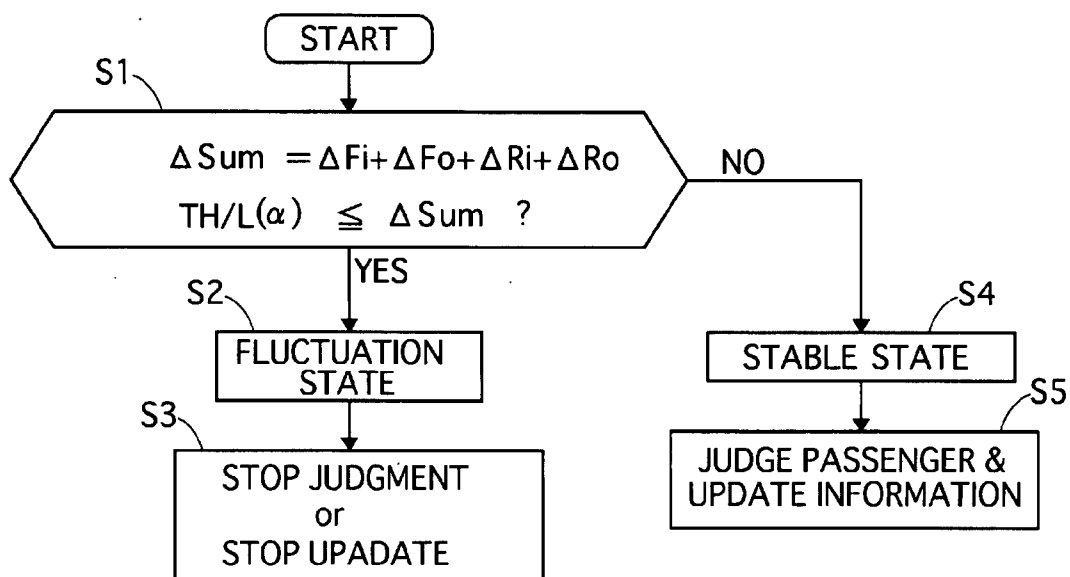 START
S1
ΔSum = ΔFi+ΔFo+ΔRi+ΔRo
TH/L(α) ≦ ΔSum ?
NO
YES
S2
FLUCTUATION
STATE
S4
STABLE STATE
S3
STOP JUDGMENT
or
STOP UPADATE
S5
JUDGE PASSENGER &
UPDATE INFORMATION